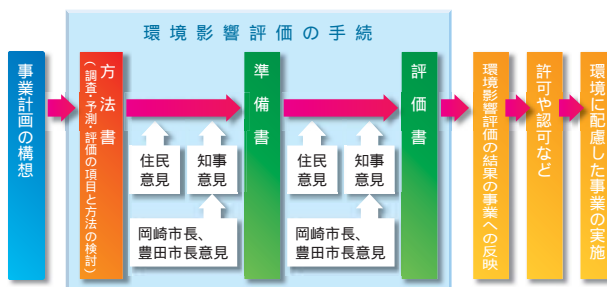 環境影響評価の手続
事業計画の構想
方法書
(調査・予測・評価の項目と方法の検討)
住民
意見
知事
意見
岡崎市長、
豊田市長意見
準備書
住民
意見
知事
意見
岡崎市長、
豊田市長意見
評価書
環境影響評価の結果の事業への反映
許可や認可など
環境に配慮した事業の実施